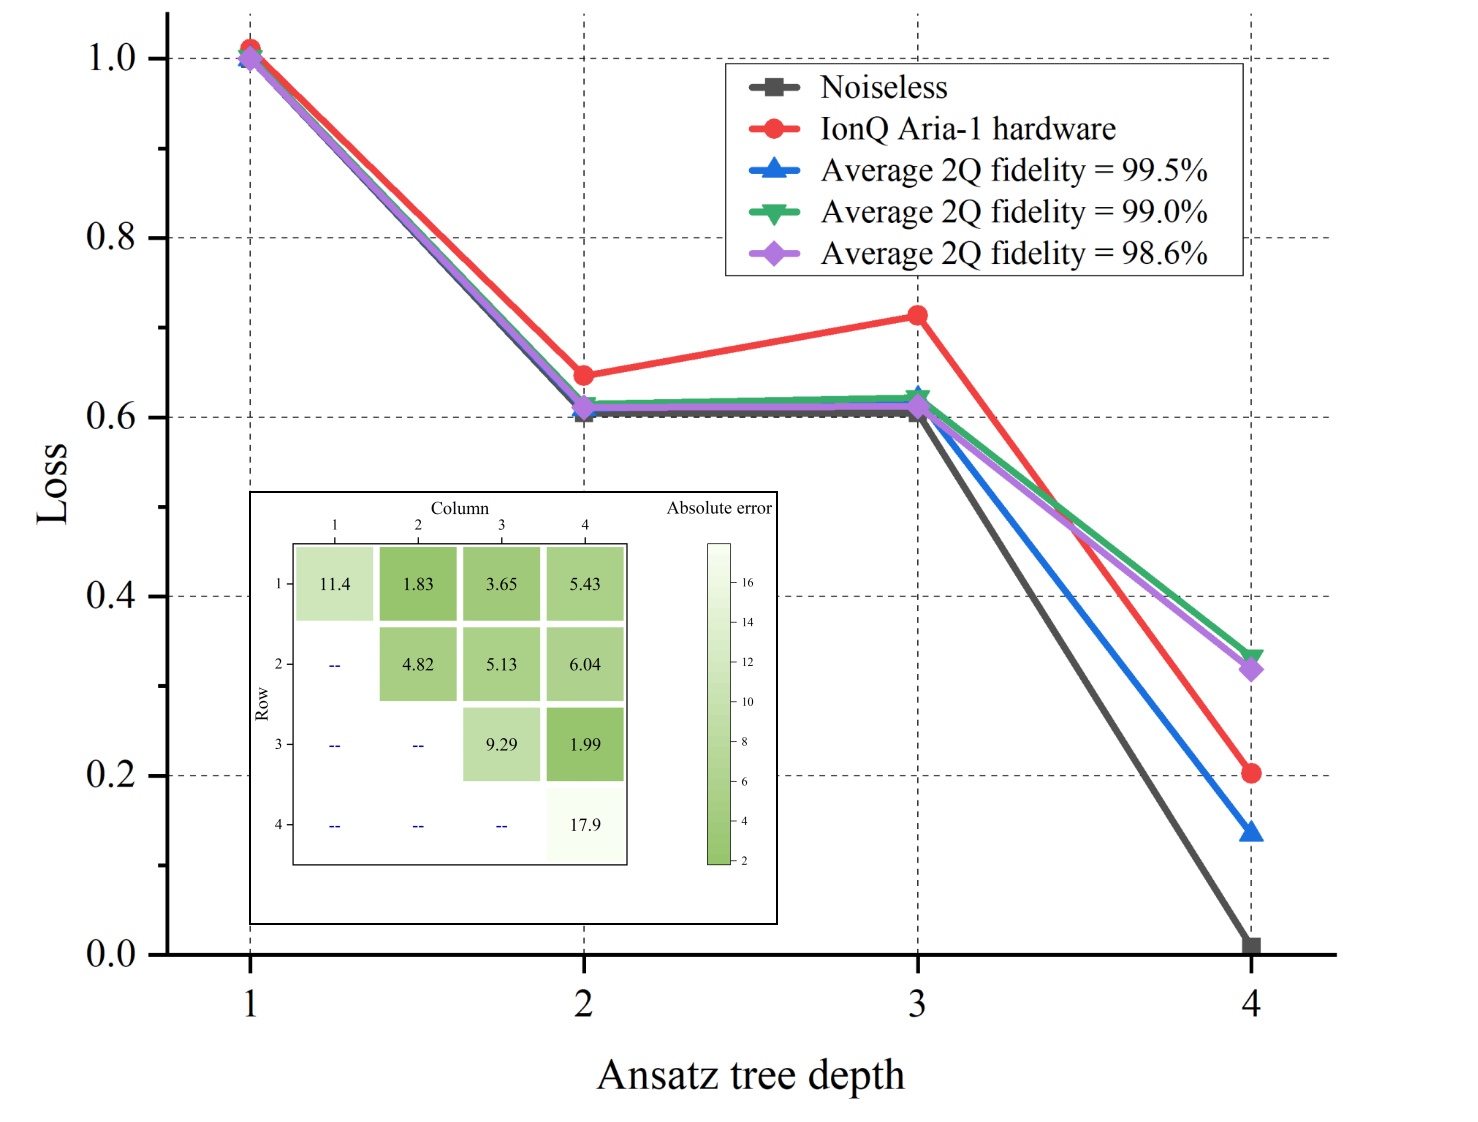 1.0
0.8
0.6
0.4
0.2
0.0
Loss
Noiseless
IonQ Aria-1 hardware
Average 2Q fidelity = 99.5%
Average 2Q fidelity = 99.0%
Average 2Q fidelity = 98.6%
Column
Absolute error
1 2 3 4
Row
1 11.4 1.83 3.65 5.43
2 -- 4.82 5.13 6.04
3 -- -- 9.29 1.99
4 -- -- -- 17.9
16
14
12
10
8
6
4
2
1 2 3 4
Ansatz tree depth